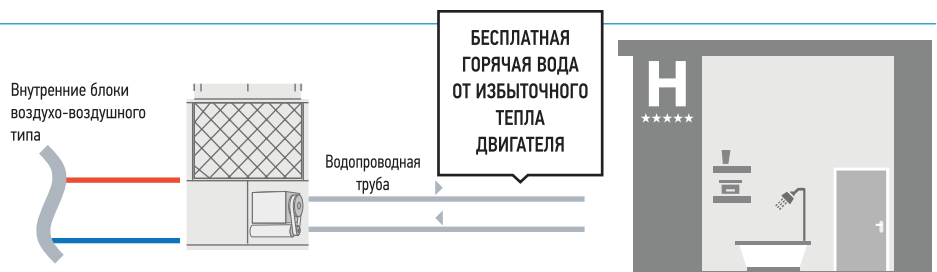 БЕСПЛАТНАЯ
ГОРЯЧАЯ ВОДА
ОТ ИЗБЫТОЧНОГО
ТЕПЛА
ДВИГАТЕЛЯ
Внутренние блоки
воздухо-воздушного
типа
Водопроводная
труба
H
★★★★★